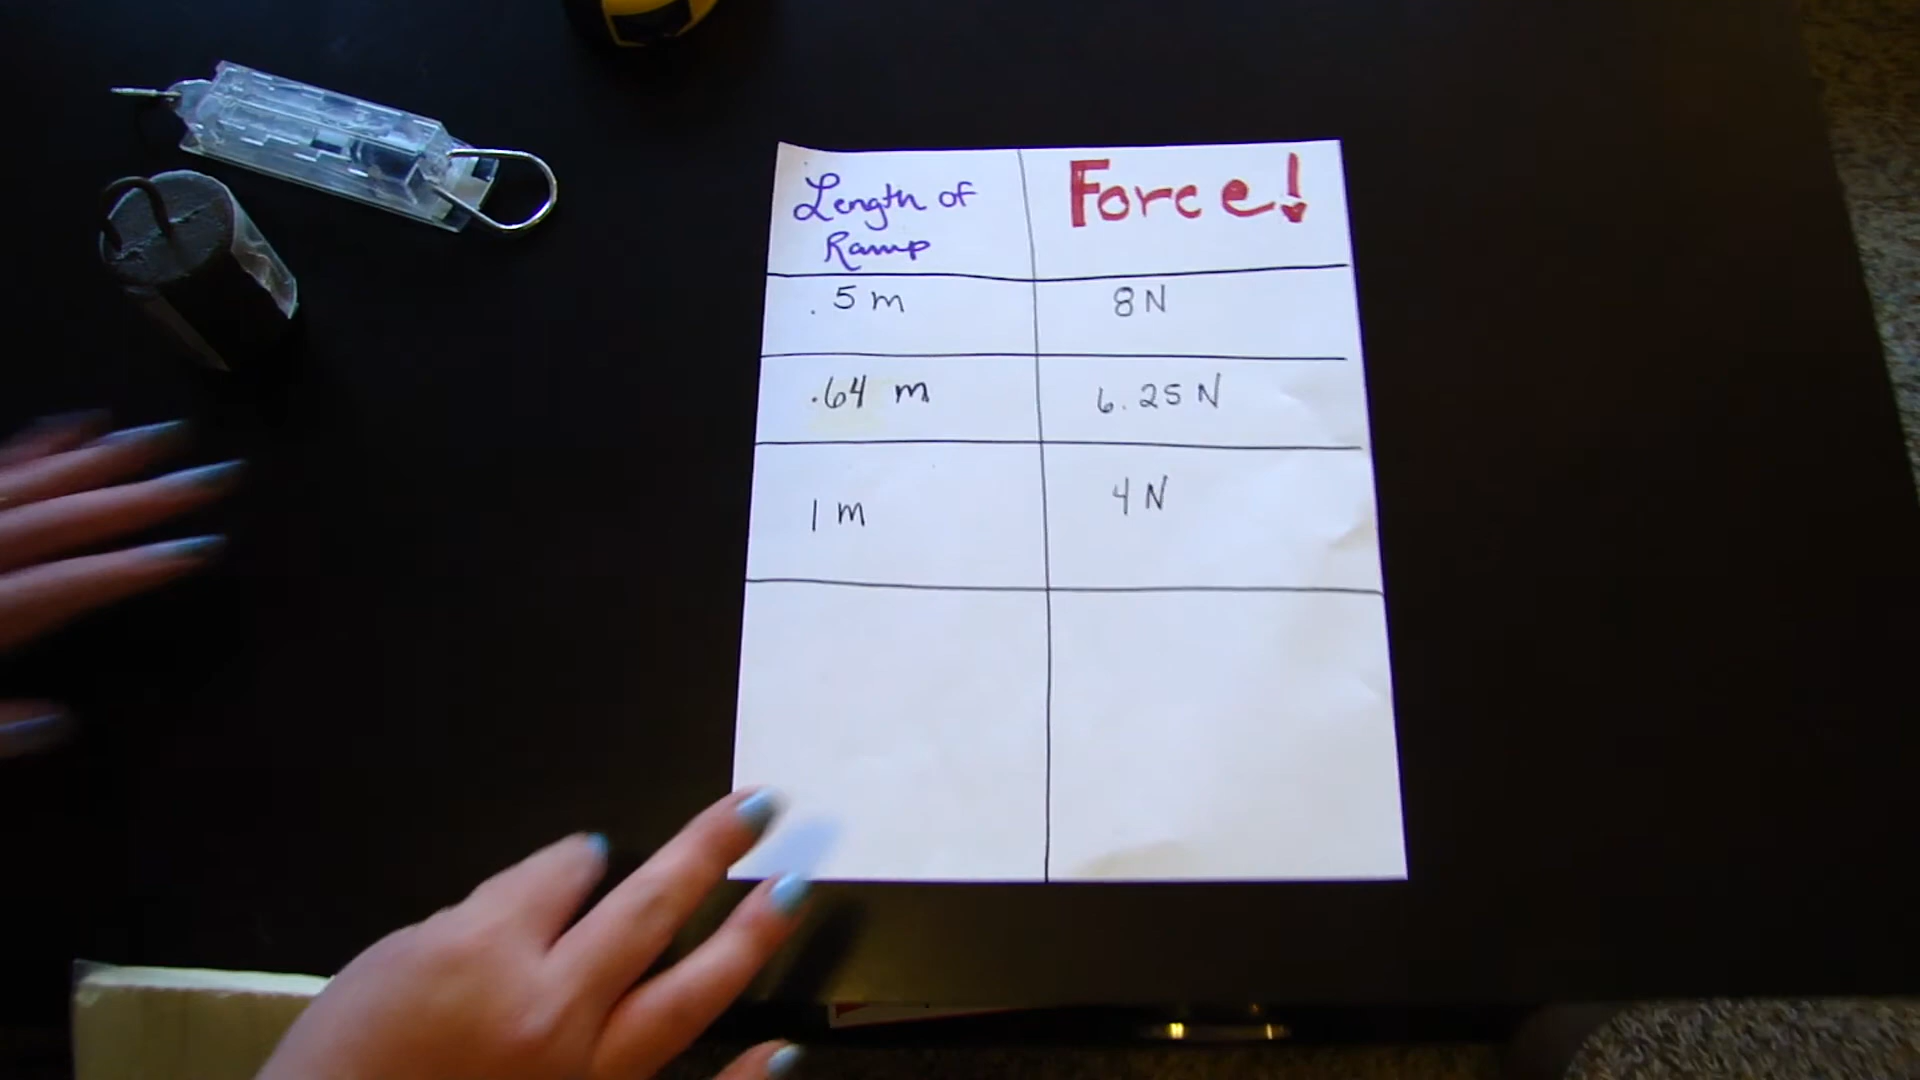 Length of
Ramp
Force!
.5 m
8 N
.64 m
6.25 N
1 m
4 N